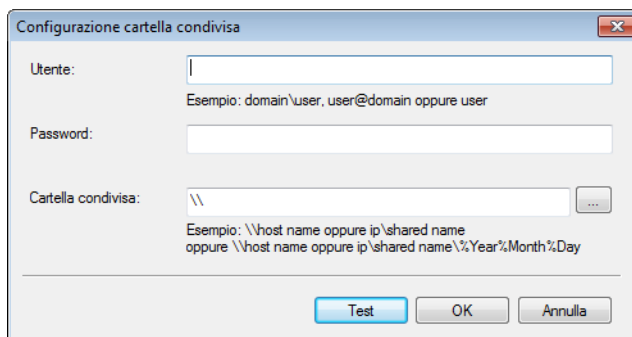 Configurazione cartella condivisa
Utente:
Esempio: domain\user, user@domain oppure user
Password:
Cartella condivisa: \\ ...
Esempio: \\host name oppure ip\shared name
oppure \\host name oppure ip\shared name\%Year%Month%Day
Test OK Annulla